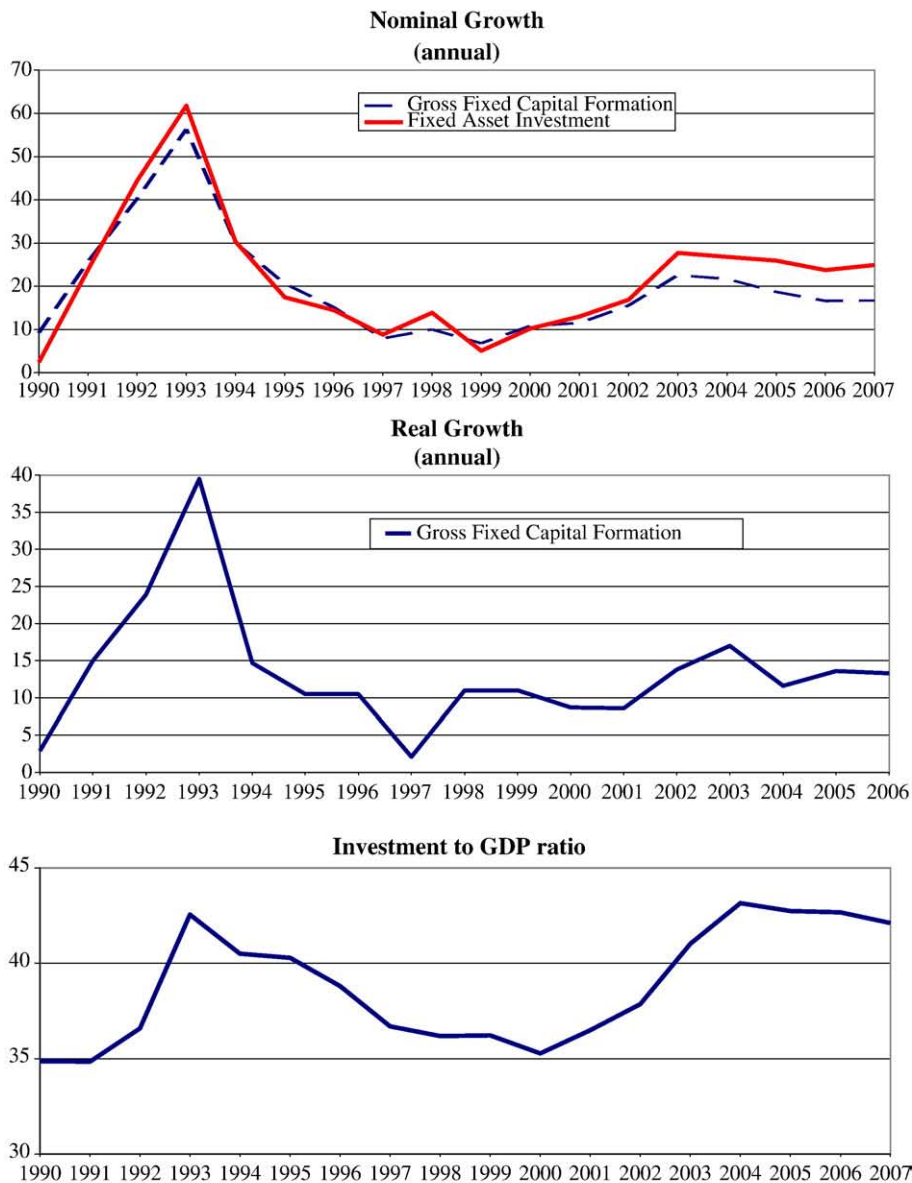 Nominal Growth
(annual)
70
60
50
40
30
20
10
0
Gross Fixed Capital Formation
Fixed Asset Investment
1990 1991 1992 1993 1994 1995 1996 1997 1998 1999 2000 2001 2002 2003 2004 2005 2006 2007
Real Growth
(annual)
40
35
30
25
20
15
10
5
0
Gross Fixed Capital Formation
1990 1991 1992 1993 1994 1995 1996 1997 1998 1999 2000 2001 2002 2003 2004 2005 2006
Investment to GDP ratio
45
40
35
30
1990 1991 1992 1993 1994 1995 1996 1997 1998 1999 2000 2001 2002 2003 2004 2005 2006 2007